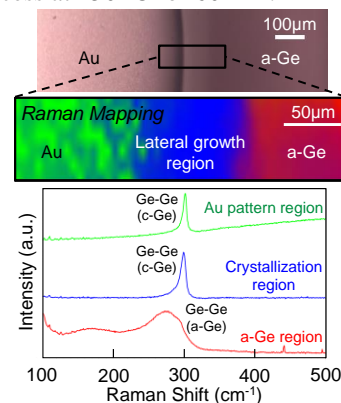 100μm
Au
a-Ge
Raman Mapping
50μm
Au
Lateral growth
region
a-Ge
Ge-Ge
(c-Ge)
Au pattern region
Ge-Ge
(c-Ge)
Crystallization
region
Ge-Ge
(a-Ge)
a-Ge region
Intensity (a.u.)
100 200 300 400 500
Raman Shift (cm-1)